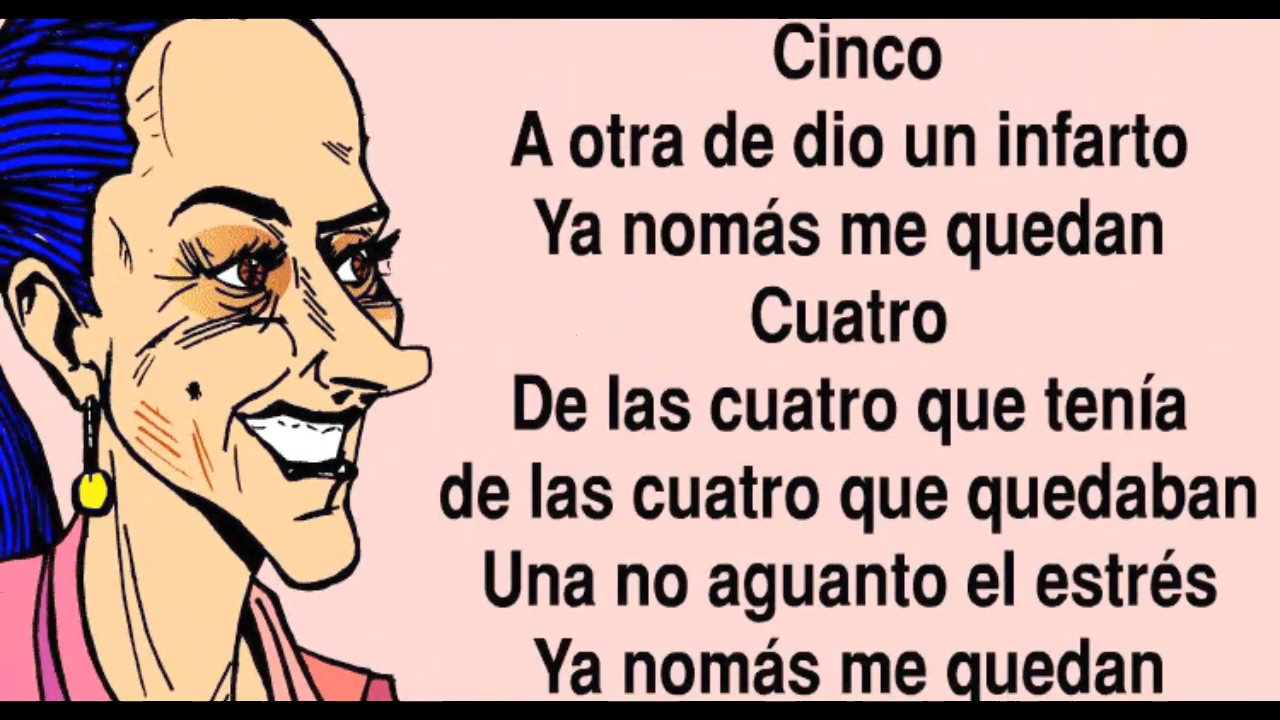 Cinco
A otra de dio un infarto
Ya nomás me quedan
Cuatro
De las cuatro que tenía
de las cuatro que quedaban
Una no aguanto el estrés
Ya nomás me quedan